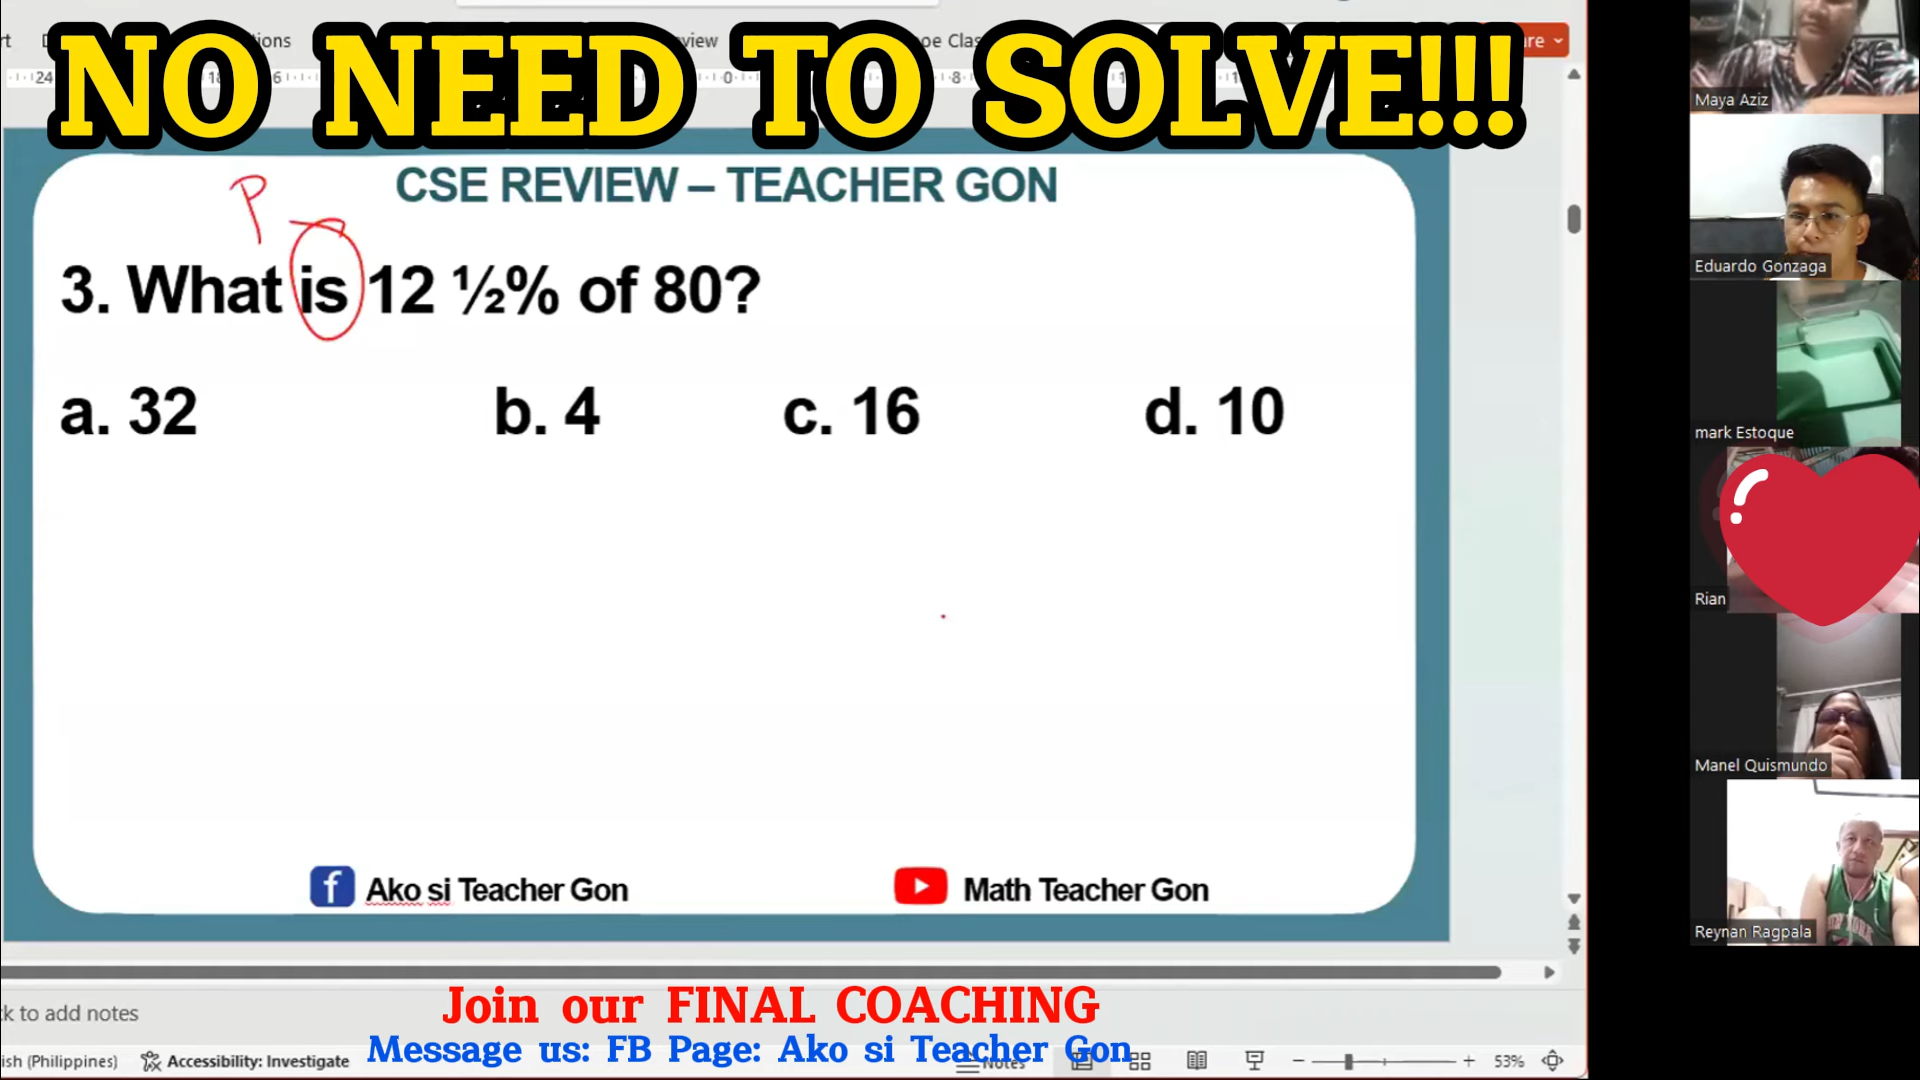 NO NEED TO SOLVE!!!
CSE REVIEW – TEACHER GON
P
3. What is 12 ½% of 80?
a. 32 b. 4 c. 16 d. 10
Ako si Teacher Gon Math Teacher Gon
Join our FINAL COACHING
Message us: FB Page: Ako si Teacher Gon
to add notes
(Philippines) Accessibility: Investigate Notes 53%
Maya Aziz
Eduardo Gonzaga
mark Estoque
Rian
Manel Quismundo
Reynan Ragpala